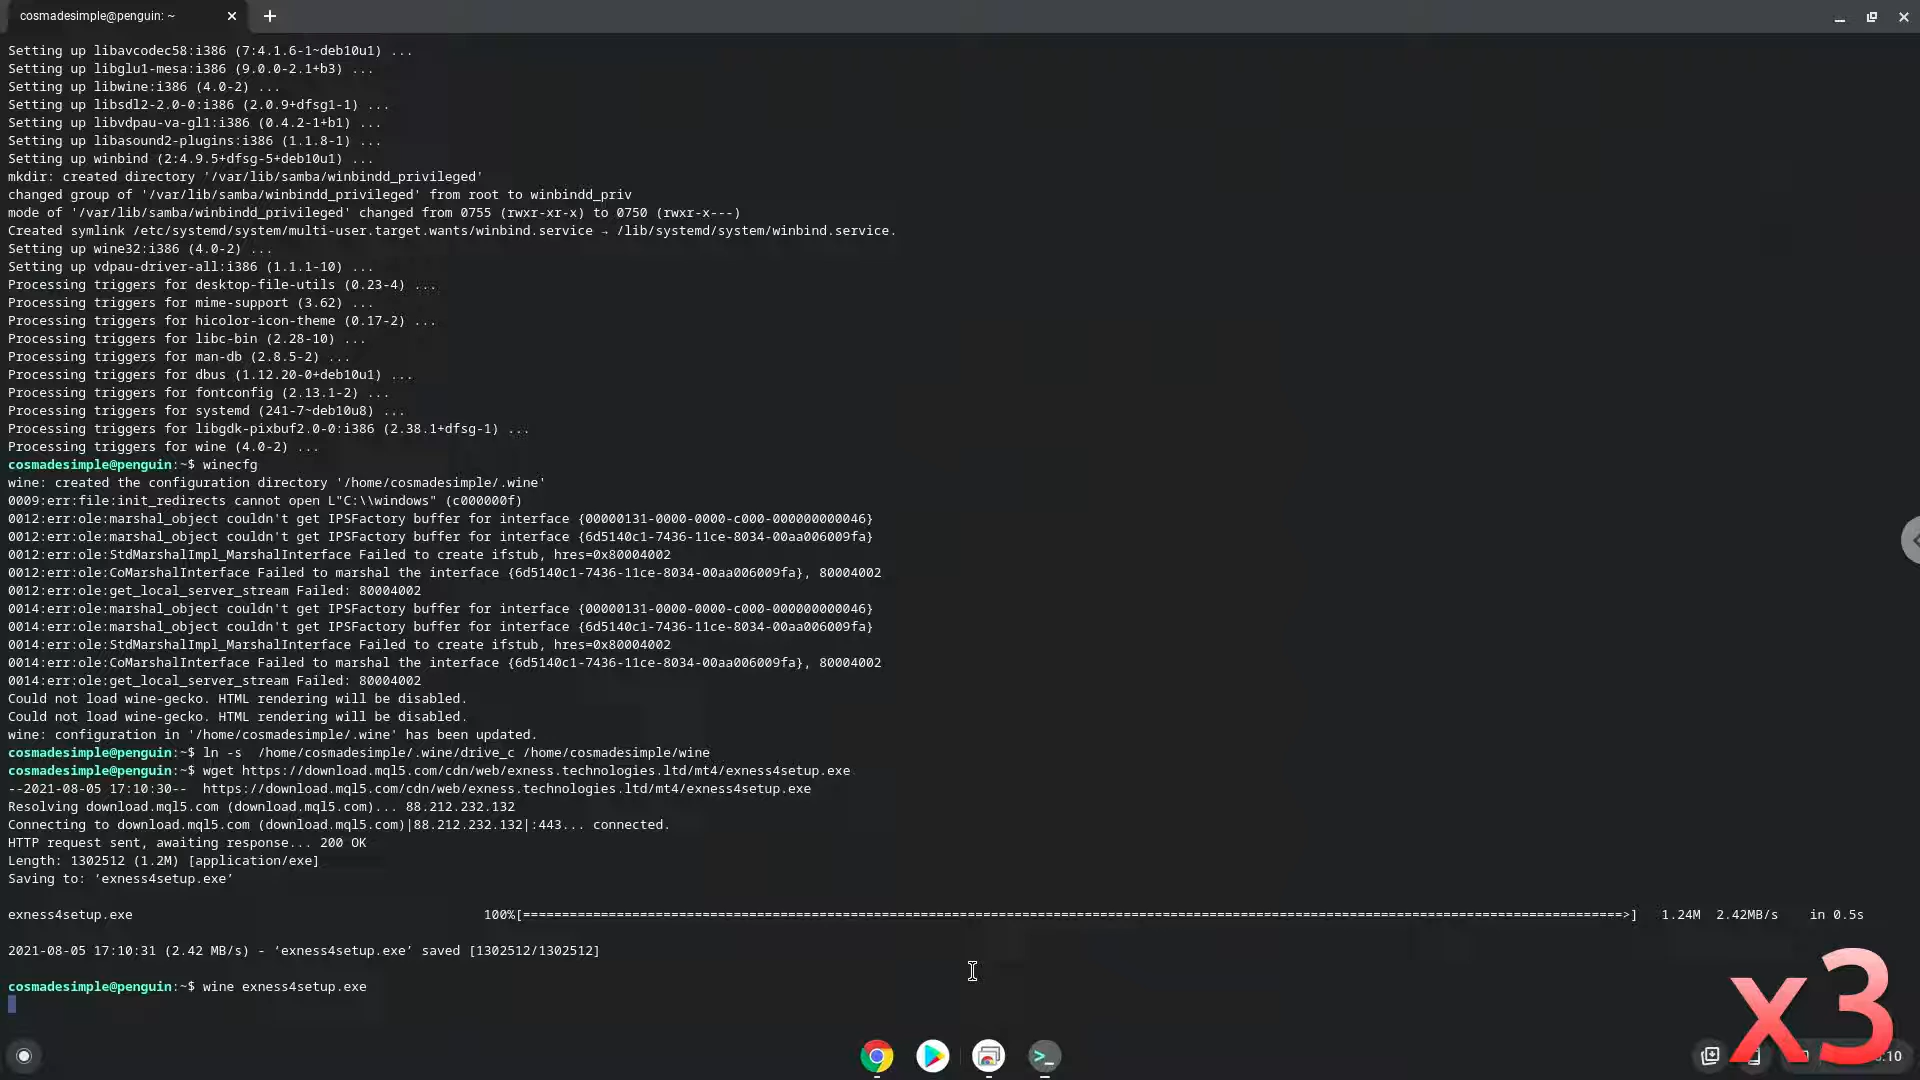 cosmadesimple@penguin: ~
Setting up libavcodec58:i386 (7:4.1.6-1~deb10u1) ...
Setting up libglu1-mesa:i386 (9.0.0-2.1+b3) ...
Setting up libwine:i386 (4.0-2) ...
Setting up libsdl2-2.0-0:i386 (2.0.9+dfsg1-1) ...
Setting up libvdpau-va-gl1:i386 (0.4.2-1+b1) ...
Setting up libasound2-plugins:i386 (1.1.8-1) ...
Setting up winbind (2:4.9.5+dfsg-5+deb10u1) ...
mkdir: created directory '/var/lib/samba/winbindd_privileged'
changed group of '/var/lib/samba/winbindd_privileged' from root to winbindd_priv
mode of '/var/lib/samba/winbindd_privileged' changed from 0755 (rwxr-xr-x) to 0750 (rwxr-x---)
Created symlink /etc/systemd/system/multi-user.target.wants/winbind.service → /lib/systemd/system/winbind.service.
Setting up wine32:i386 (4.0-2) ...
Setting up vdpau-driver-all:i386 (1.1.1-10) ...
Processing triggers for desktop-file-utils (0.23-4) ...
Processing triggers for mime-support (3.62) ...
Processing triggers for hicolor-icon-theme (0.17-2) ...
Processing triggers for libc-bin (2.28-10) ...
Processing triggers for man-db (2.8.5-2) ...
Processing triggers for dbus (1.12.20-0+deb10u1) ...
Processing triggers for fontconfig (2.13.1-2) ...
Processing triggers for systemd (241-7~deb10u8) ...
Processing triggers for libgdk-pixbuf2.0-0:i386 (2.38.1+dfsg-1) ...
Processing triggers for wine (4.0-2) ...
cosmadesimple@penguin:~$ winecfg
wine: created the configuration directory '/home/cosmadesimple/.wine'
0009:err:file:init_redirects cannot open L"C:\\windows" (c000000f)
0012:err:ole:marshal_object couldn't get IPSFactory buffer for interface {00000131-0000-0000-c000-000000000046}
0012:err:ole:marshal_object couldn't get IPSFactory buffer for interface {6d5140c1-7436-11ce-8034-00aa006009fa}
0012:err:ole:StdMarshalImpl_MarshalInterface Failed to create ifstub, hres=0x80004002
0012:err:ole:CoMarshalInterface Failed to marshal the interface {6d5140c1-7436-11ce-8034-00aa006009fa}, 80004002
0012:err:ole:get_local_server_stream Failed: 80004002
0014:err:ole:marshal_object couldn't get IPSFactory buffer for interface {00000131-0000-0000-c000-000000000046}
0014:err:ole:marshal_object couldn't get IPSFactory buffer for interface {6d5140c1-7436-11ce-8034-00aa006009fa}
0014:err:ole:StdMarshalImpl_MarshalInterface Failed to create ifstub, hres=0x80004002
0014:err:ole:CoMarshalInterface Failed to marshal the interface {6d5140c1-7436-11ce-8034-00aa006009fa}, 80004002
0014:err:ole:get_local_server_stream Failed: 80004002
Could not load wine-gecko. HTML rendering will be disabled.
Could not load wine-gecko. HTML rendering will be disabled.
wine: configuration in '/home/cosmadesimple/.wine' has been updated.
cosmadesimple@penguin:~$ ln -s  /home/cosmadesimple/.wine/drive_c /home/cosmadesimple/wine
cosmadesimple@penguin:~$ wget https://download.mql5.com/cdn/web/exness.technologies.ltd/mt4/exness4setup.exe
--2021-08-05 17:10:30--  https://download.mql5.com/cdn/web/exness.technologies.ltd/mt4/exness4setup.exe
Resolving download.mql5.com (download.mql5.com)... 88.212.232.132
Connecting to download.mql5.com (download.mql5.com)|88.212.232.132|:443... connected.
HTTP request sent, awaiting response... 200 OK
Length: 1302512 (1.2M) [application/exe]
Saving to: ‘exness4setup.exe’
exness4setup.exe 100%[=============================================>] 1.24M 2.42MB/s in 0.5s
2021-08-05 17:10:31 (2.42 MB/s) - ‘exness4setup.exe’ saved [1302512/1302512]
cosmadesimple@penguin:~$ wine exness4setup.exe
x3